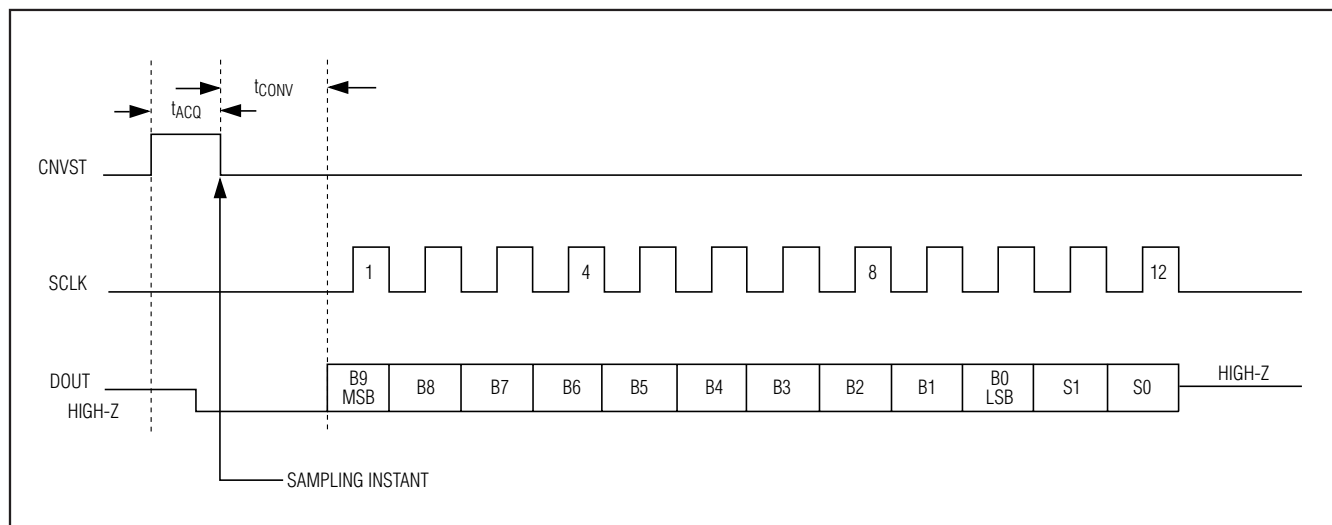 tCONV
tACQ
CNVST
SCLK
1
4
8
12
DOUT
HIGH-Z
B9
MSB
B8
B7
B6
B5
B4
B3
B2
B1
B0
LSB
S1
S0
HIGH-Z
SAMPLING INSTANT